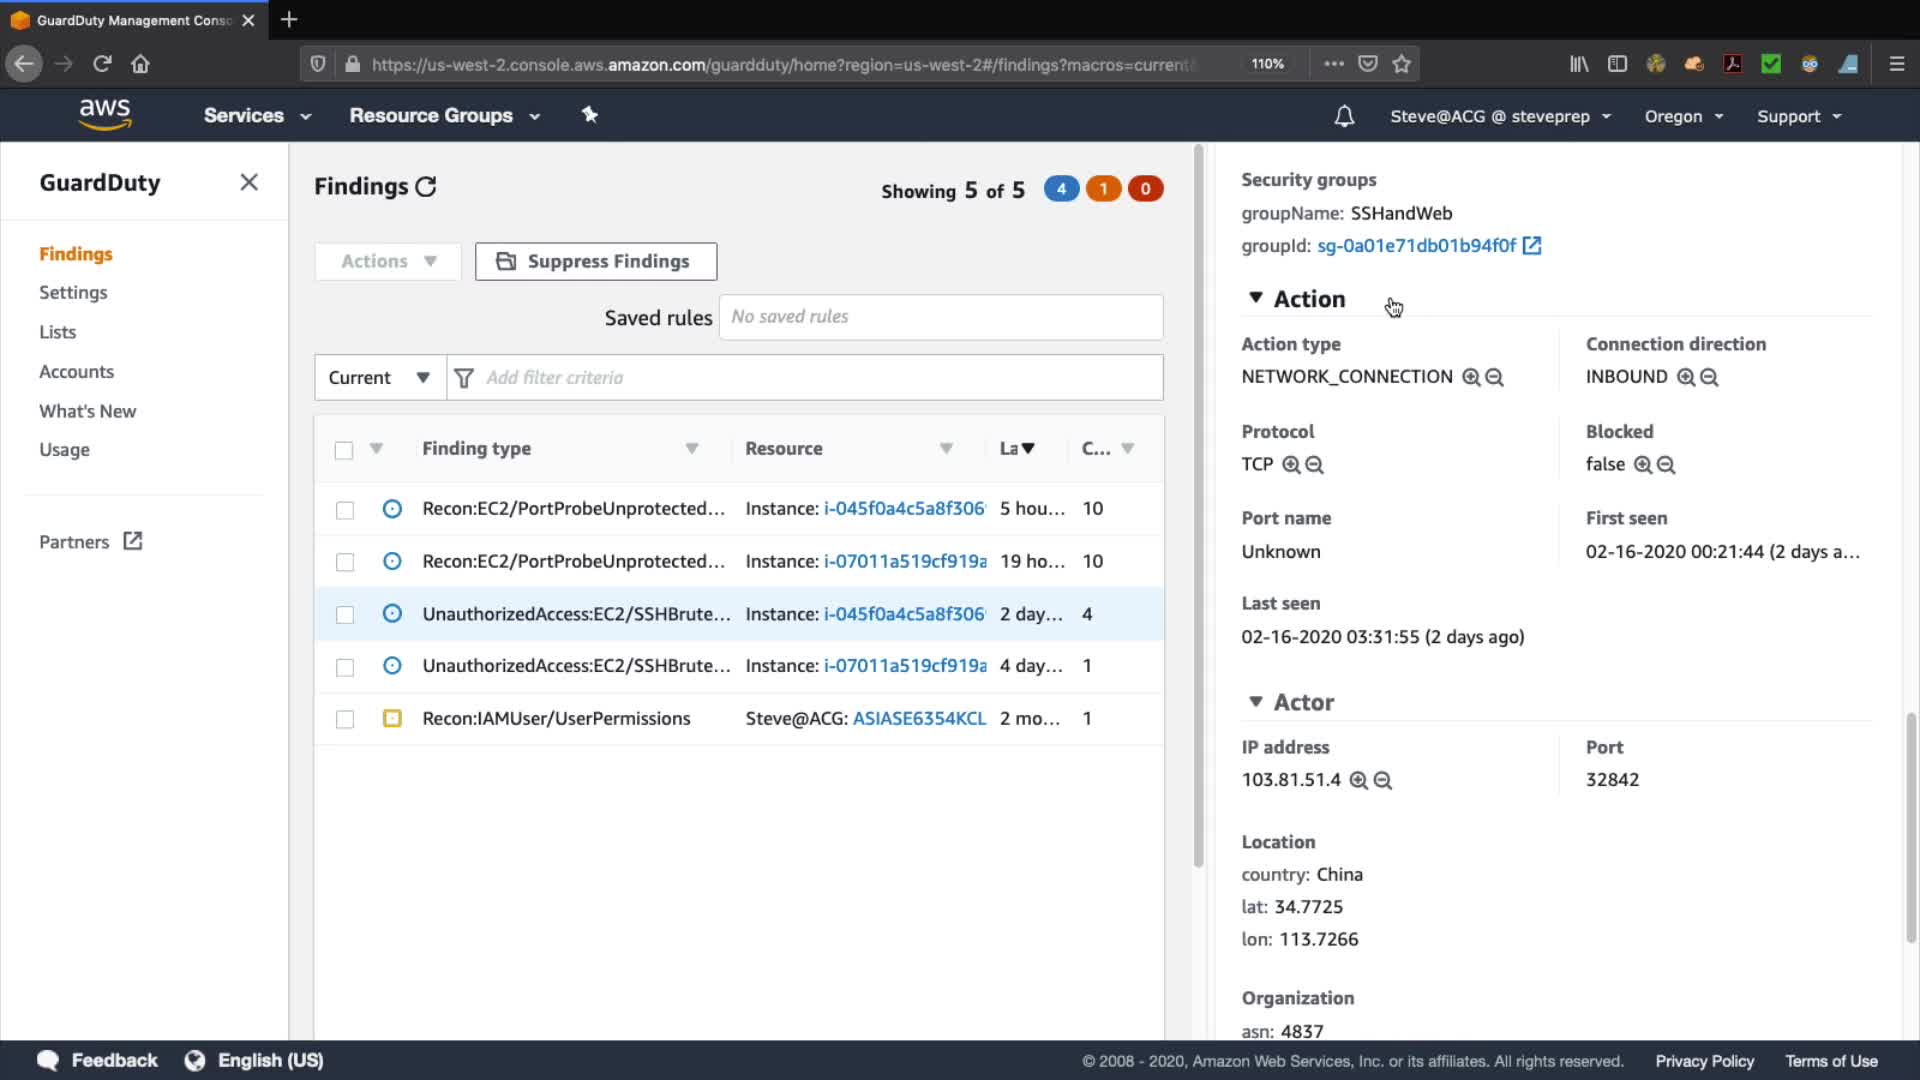 GuardDuty Management Conso
https://us-west-2.console.aws.amazon.com/guardduty/home?region=us-west-2#/findings?macros=current&
110%
aws
Services
Resource Groups
Steve@ACG @ steveprep
Oregon
Support
GuardDuty
Findings
Settings
Lists
Accounts
What's New
Usage
Partners
Findings
Showing 5 of 5
4
1
0
Actions
Suppress Findings
Saved rules
No saved rules
Current
Add filter criteria
Finding type Resource La C...
Recon:EC2/PortProbeUnprotected... Instance: i-045f0a4c5a8f306 5 hou... 10
Recon:EC2/PortProbeUnprotected... Instance: i-07011a519cf919a 19 ho... 10
UnauthorizedAccess:EC2/SSHBrute... Instance: i-045f0a4c5a8f306 2 day... 4
UnauthorizedAccess:EC2/SSHBrute... Instance: i-07011a519cf919a 4 day... 1
Recon:IAMUser/UserPermissions Steve@ACG: ASIASE6354KCL 2 mo... 1
Security groups
groupName: SSHandWeb
groupId: sg-0a01e71db01b94f0f
Action
Action type
NETWORK_CONNECTION
Connection direction
INBOUND
Protocol
TCP
Blocked
false
Port name
Unknown
First seen
02-16-2020 00:21:44 (2 days a...
Last seen
02-16-2020 03:31:55 (2 days ago)
Actor
IP address
103.81.51.4
Port
32842
Location
country: China
lat: 34.7725
lon: 113.7266
Organization
asn: 4837
Feedback
English (US)
© 2008 - 2020, Amazon Web Services, Inc. or its affiliates. All rights reserved.
Privacy Policy
Terms of Use